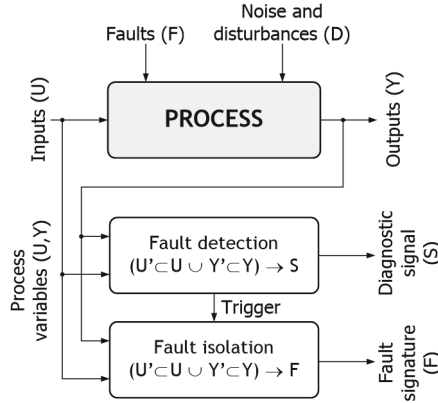 Faults (F)
Noise and
disturbances (D)
Inputs (U)
PROCESS
Outputs (Y)
Process
variables (U,Y)
Fault detection
(U'⊂U ∪ Y'⊂Y) → S
Diagnostic
signal
(S)
Trigger
Fault isolation
(U'⊂U ∪ Y'⊂Y) → F
Fault
signature
(F)